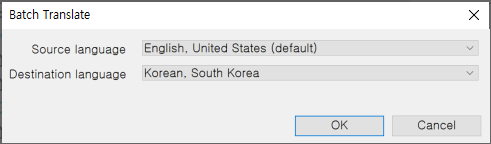 Batch Translate
Source language English, United States (default)
Destination language Korean, South Korea
OK Cancel